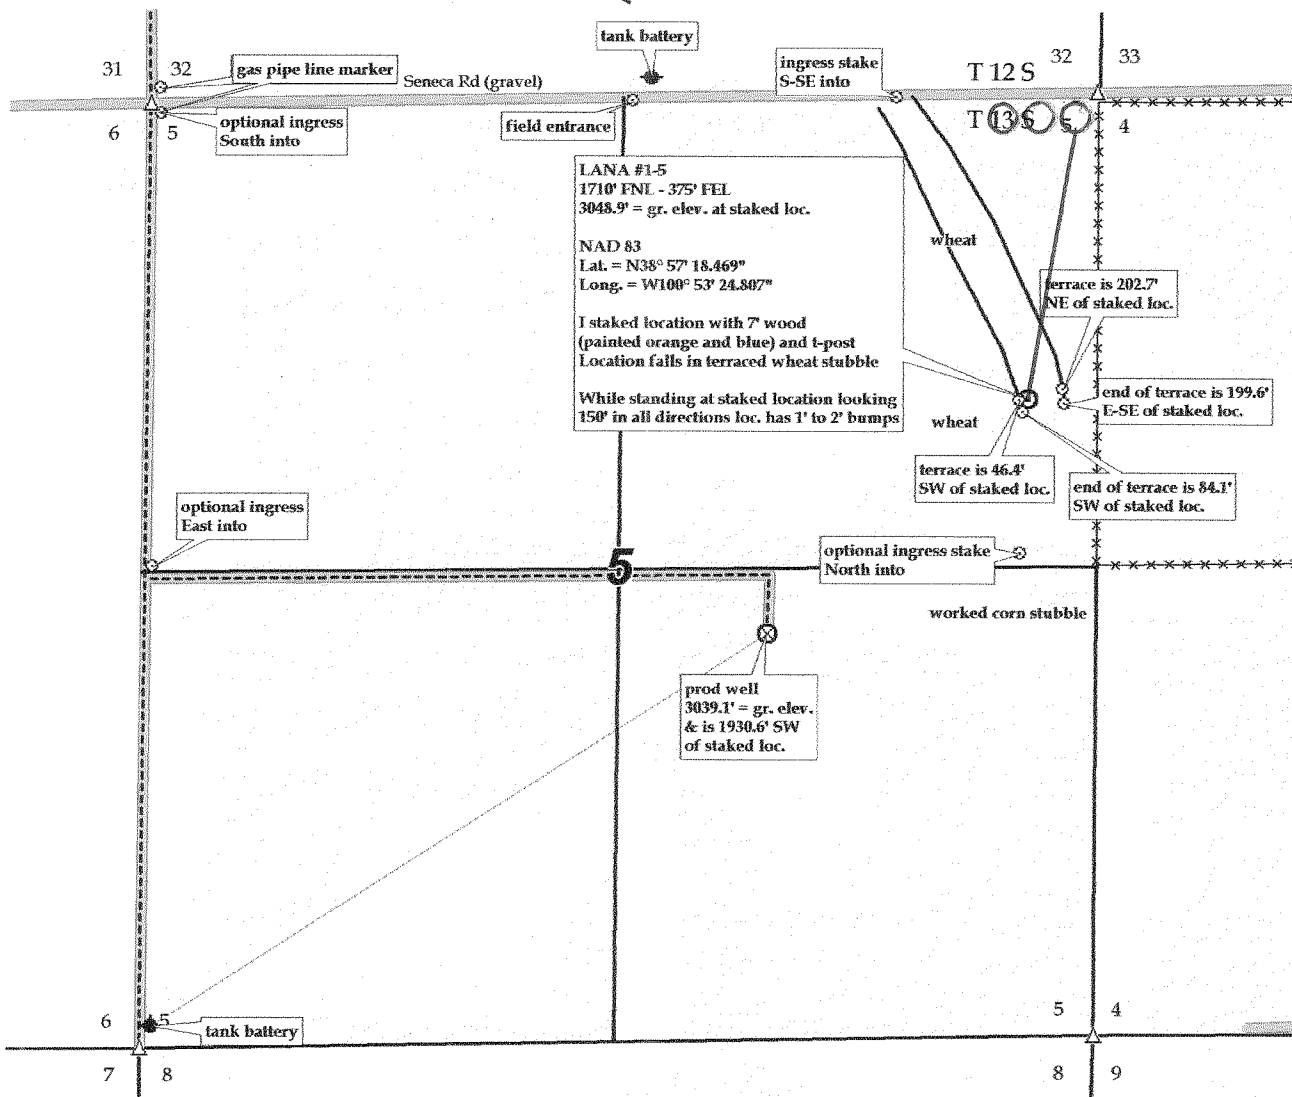 tank battery
31
32
gas pipe line marker
Seneca Rd (gravel)
ingress stake
S-SE into
T 12 S
32
33
6
5
optional ingress
South into
field entrance
T 13 S
5
4
LANA #1-5
1710' FNL - 375' FEL
3048.9' = gr. elev. at staked loc.
NAD 83
Lat. = N38° 57' 18.469"
Long. = W100° 53' 24.807"
I staked location with 7' wood
(painted orange and blue) and t-post
Location falls in terraced wheat stubble
While standing at staked location looking
150' in all directions loc. has 1' to 2' bumps
wheat
terrace is 202.7'
NE of staked loc.
end of terrace is 199.6'
E-SE of staked loc.
wheat
terrace is 46.4'
SW of staked loc.
end of terrace is 84.1'
SW of staked loc.
optional ingress
East into
5
optional ingress stake
North into
worked corn stubble
prod well
3039.1' = gr. elev.
& is 1930.6' SW
of staked loc.
6
5
tank battery
5
4
7
8
8
9